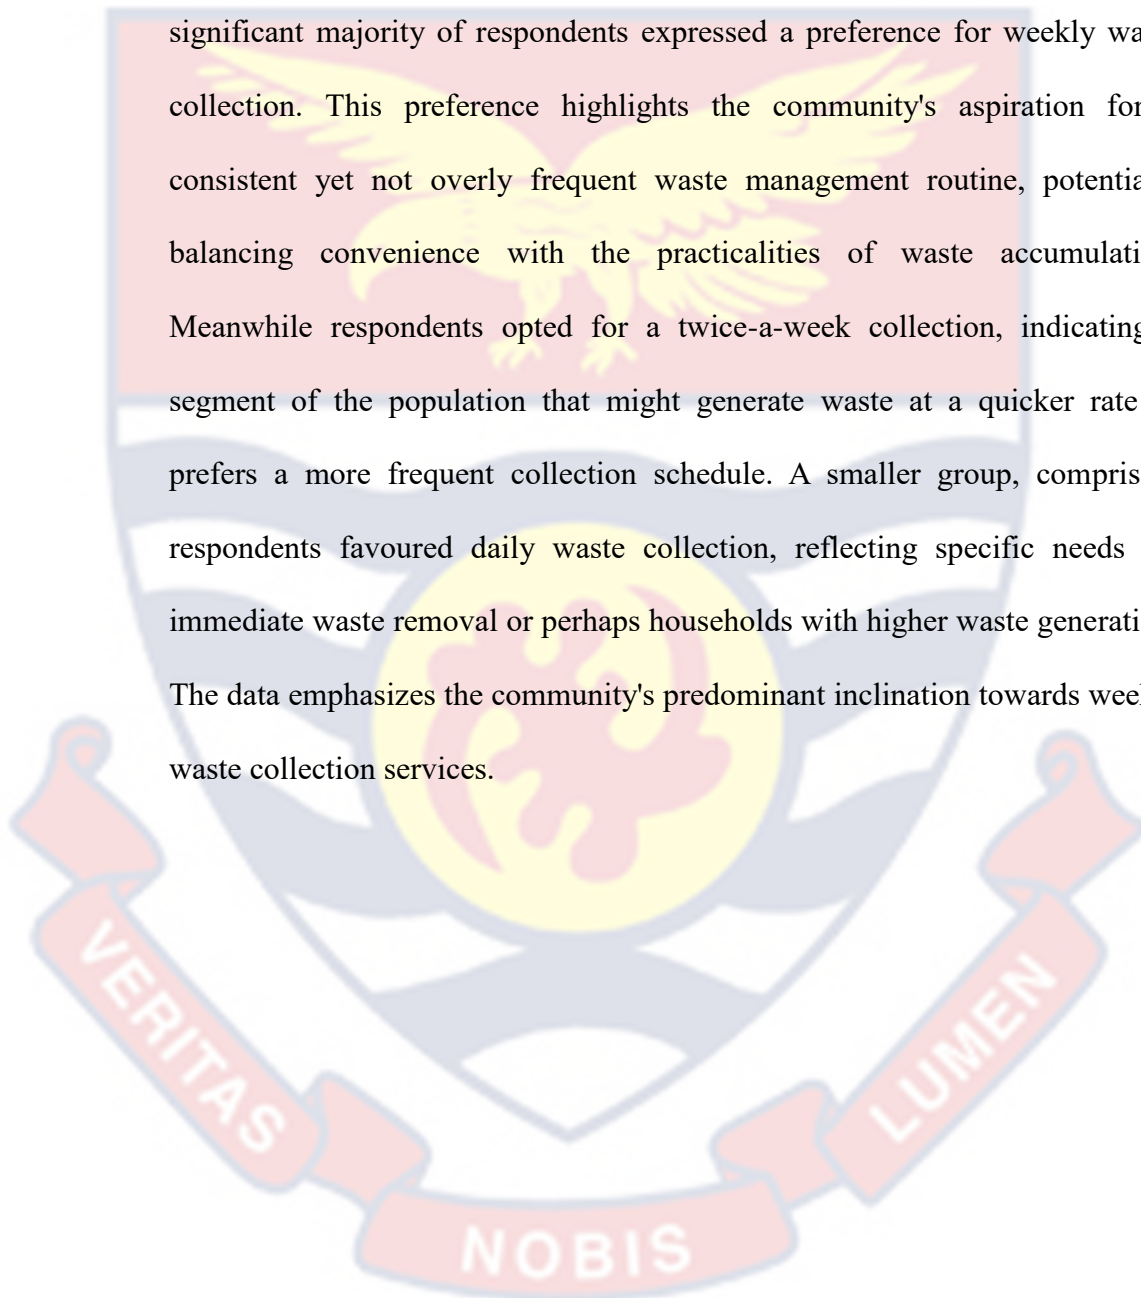 significant majority of respondents expressed a preference for weekly wa
collection. This preference highlights the community's aspiration for
consistent yet not overly frequent waste management routine, potentia
balancing convenience with the practicalities of waste accumulati
Meanwhile respondents opted for a twice-a-week collection, indicating
segment of the population that might generate waste at a quicker rate
prefers a more frequent collection schedule. A smaller group, compris
respondents favoured daily waste collection, reflecting specific needs
immediate waste removal or perhaps households with higher waste generati
The data emphasizes the community's predominant inclination towards wee
waste collection services.
VERITAS
NOBIS
LUMEN